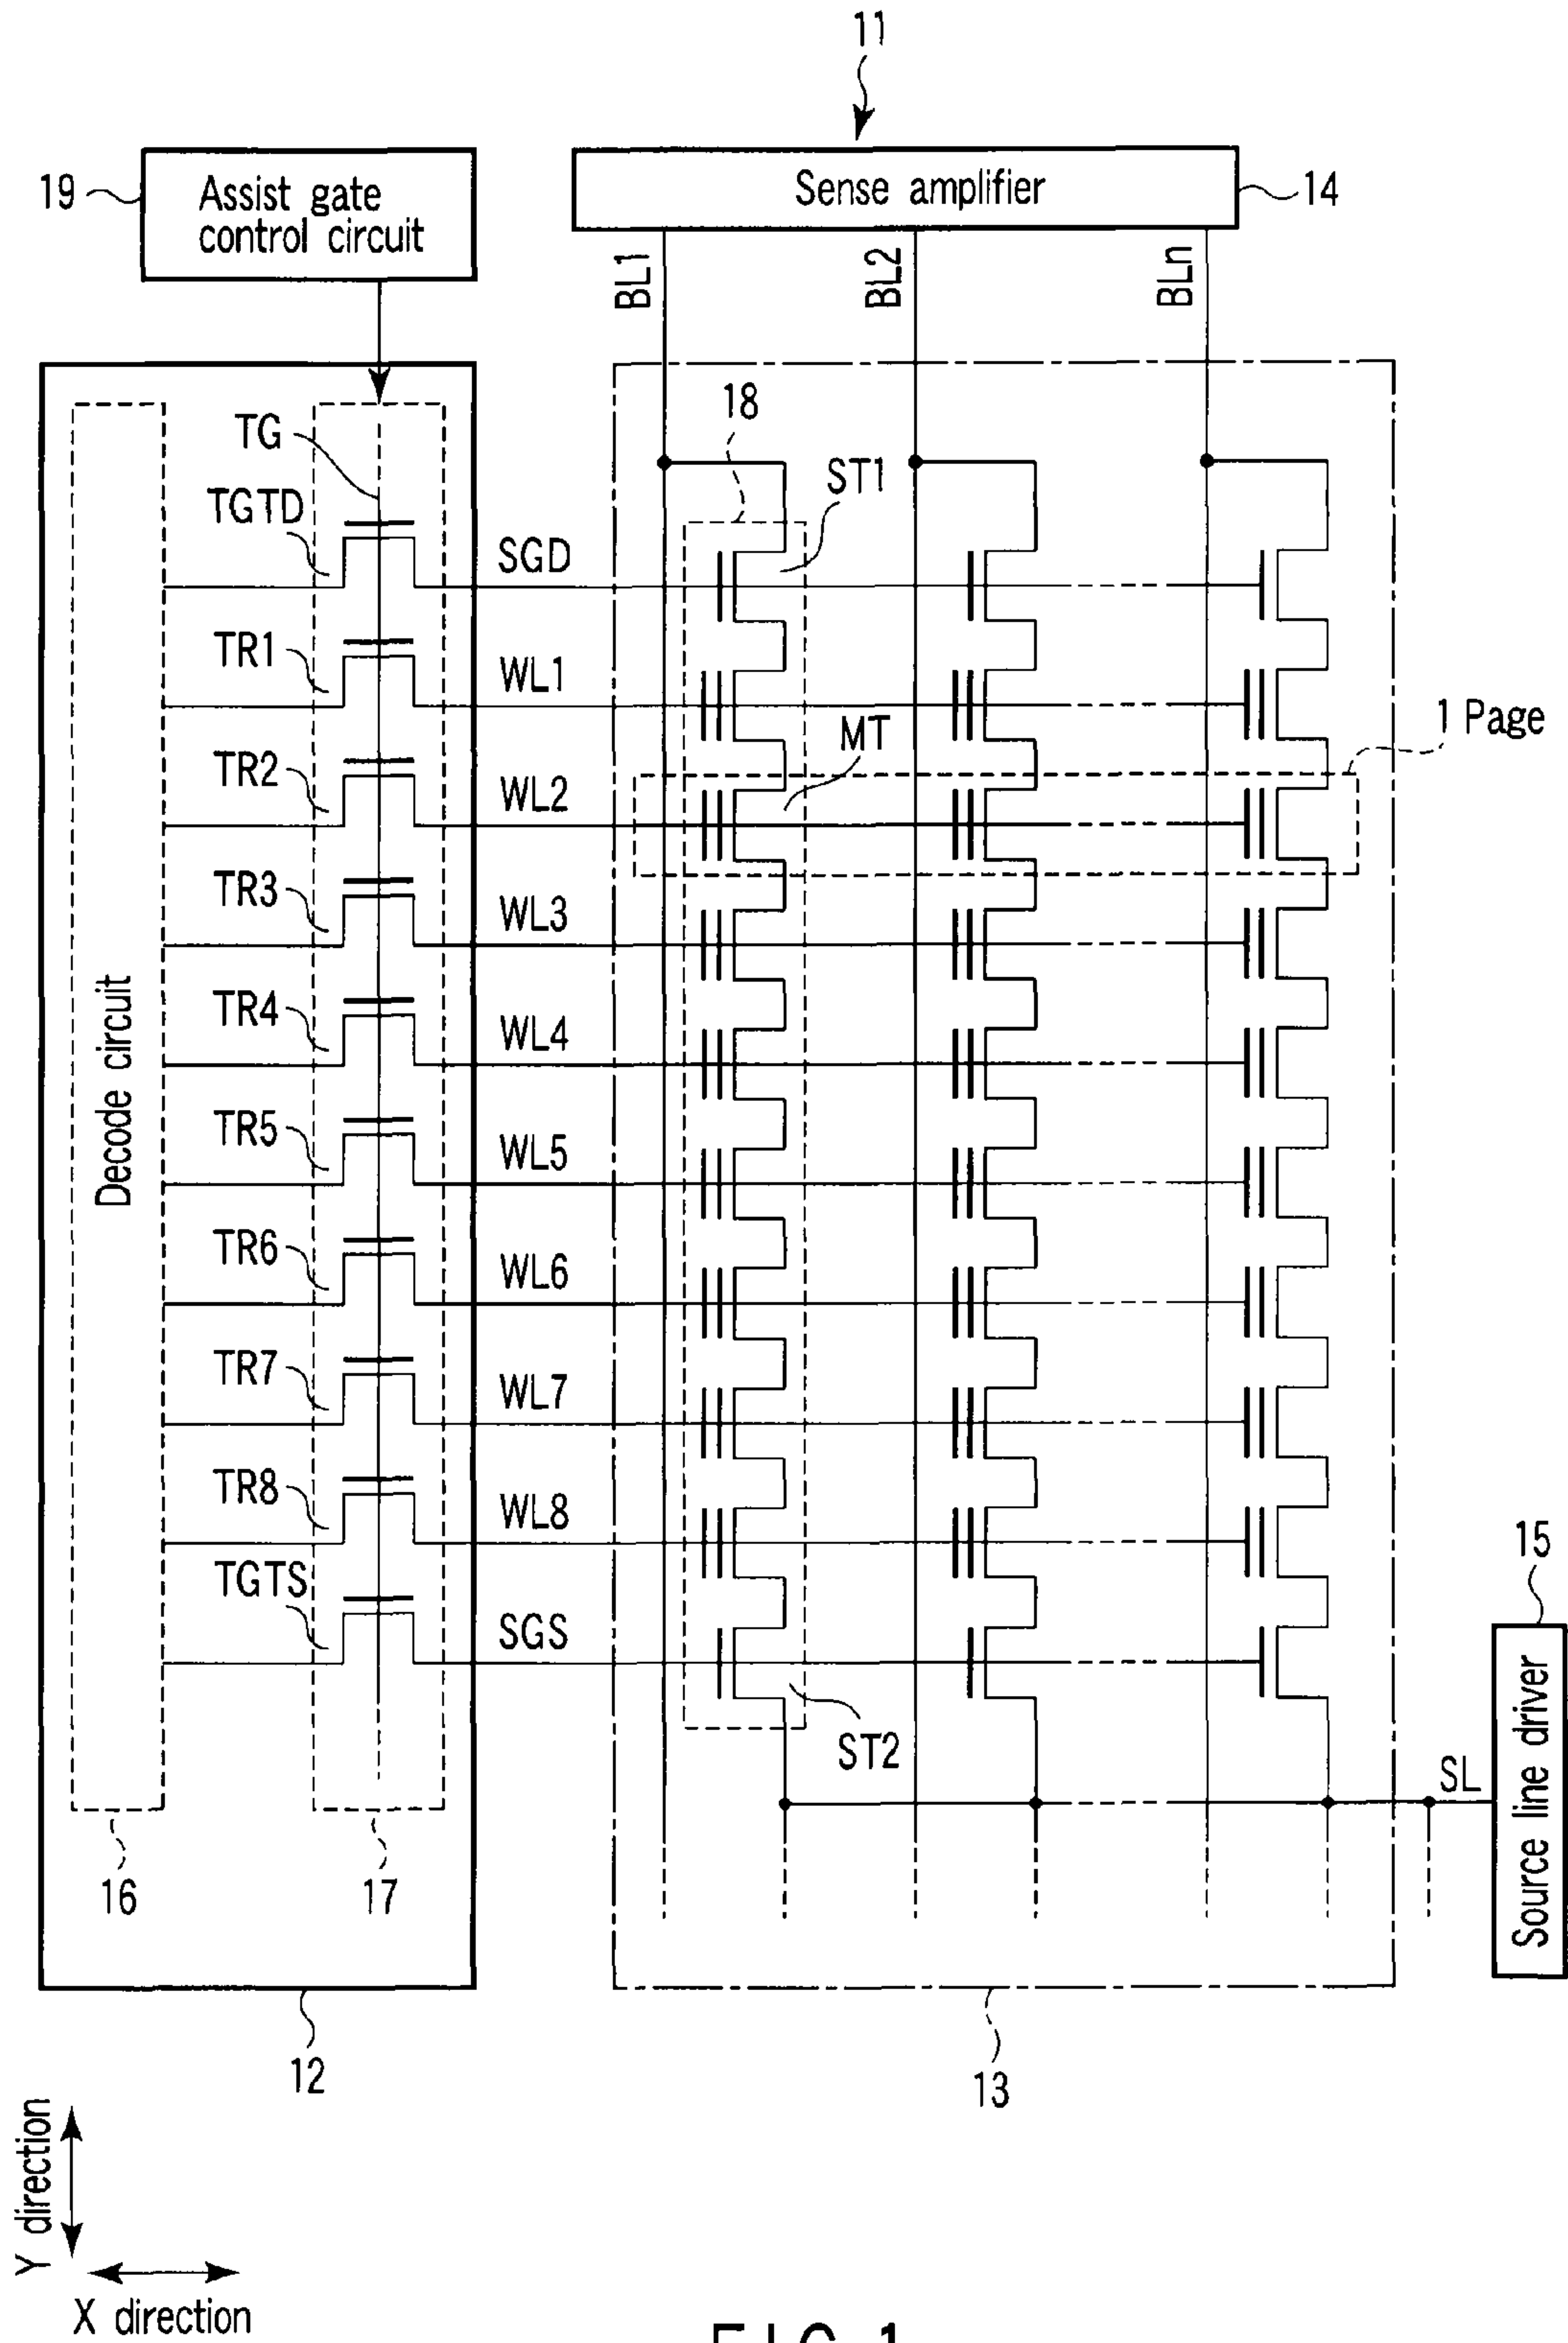 11
19
Assist gate
control circuit
Sense amplifier
14
BL1
BL2
BLn
TG
18
ST1
TGTD
SGD
TR1
WL1
MT
1 Page
TR2
WL2
TR3
WL3
Decode circuit
TR4
WL4
TR5
WL5
TR6
WL6
TR7
WL7
TR8
WL8
TGTS
SGS
ST2
15
SL
Source line driver
16
17
12
13
Y direction
X direction
FIG. 1